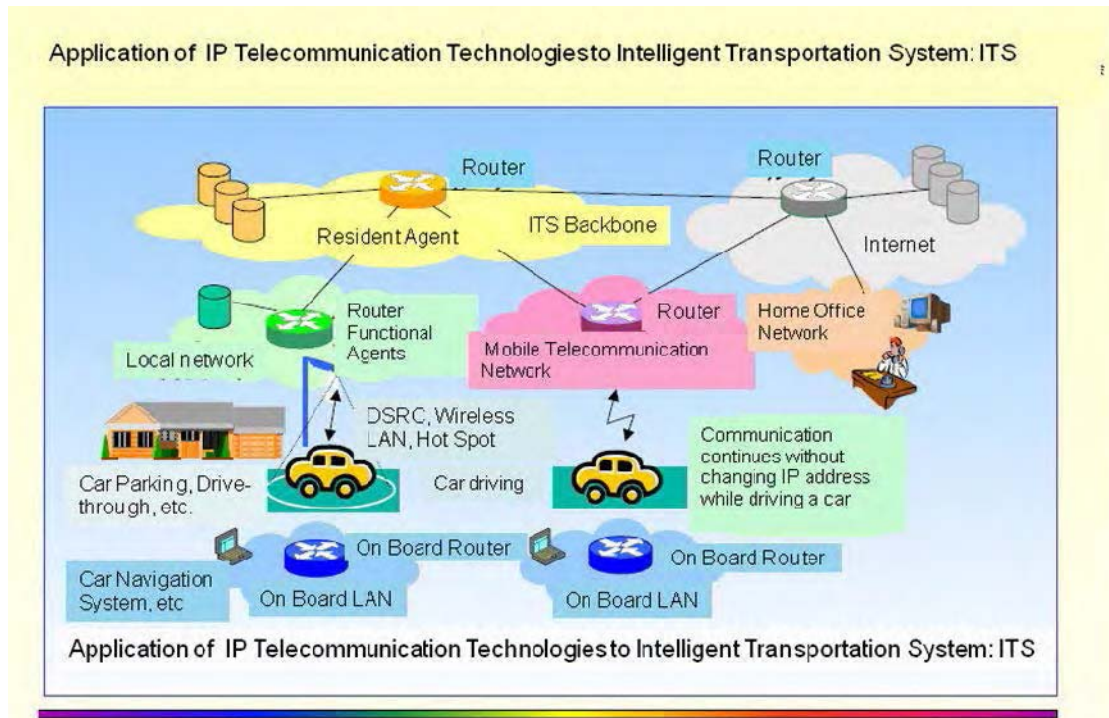 Application of IP Telecommunication Technologiesto Intelligent Transportation System: ITS
Router
Router
Resident Agent
ITS Backbone
Internet
Router
Functional
Agents
Local network
Router
Mobile Telecommunication
Network
Home Office
Network
DSRC, Wireless
LAN, Hot Spot
Car Parking, Drive-
through, etc.
Car driving
Communication
continues without
changing IP address
while driving a car
On Board Router
On Board Router
Car Navigation
System, etc
On Board LAN
On Board LAN
Application of IP Telecommunication Technologiesto Intelligent Transportation System: ITS